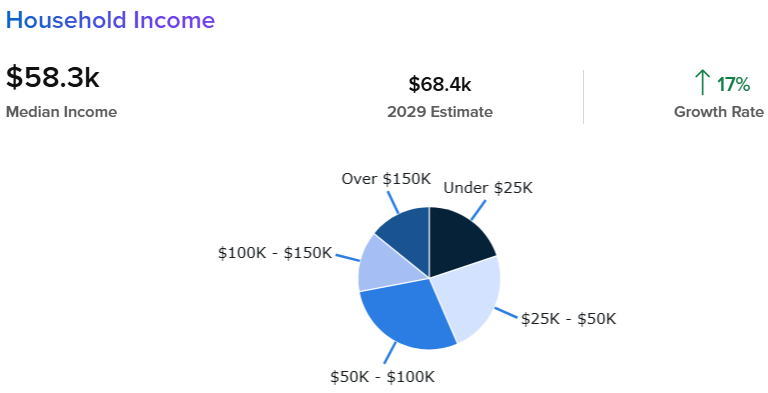 Household Income
$58.3k
Median Income
$68.4k
2029 Estimate
↑ 17%
Growth Rate
Over $150K
Under $25K
$100K - $150K
$25K - $50K
$50K - $100K